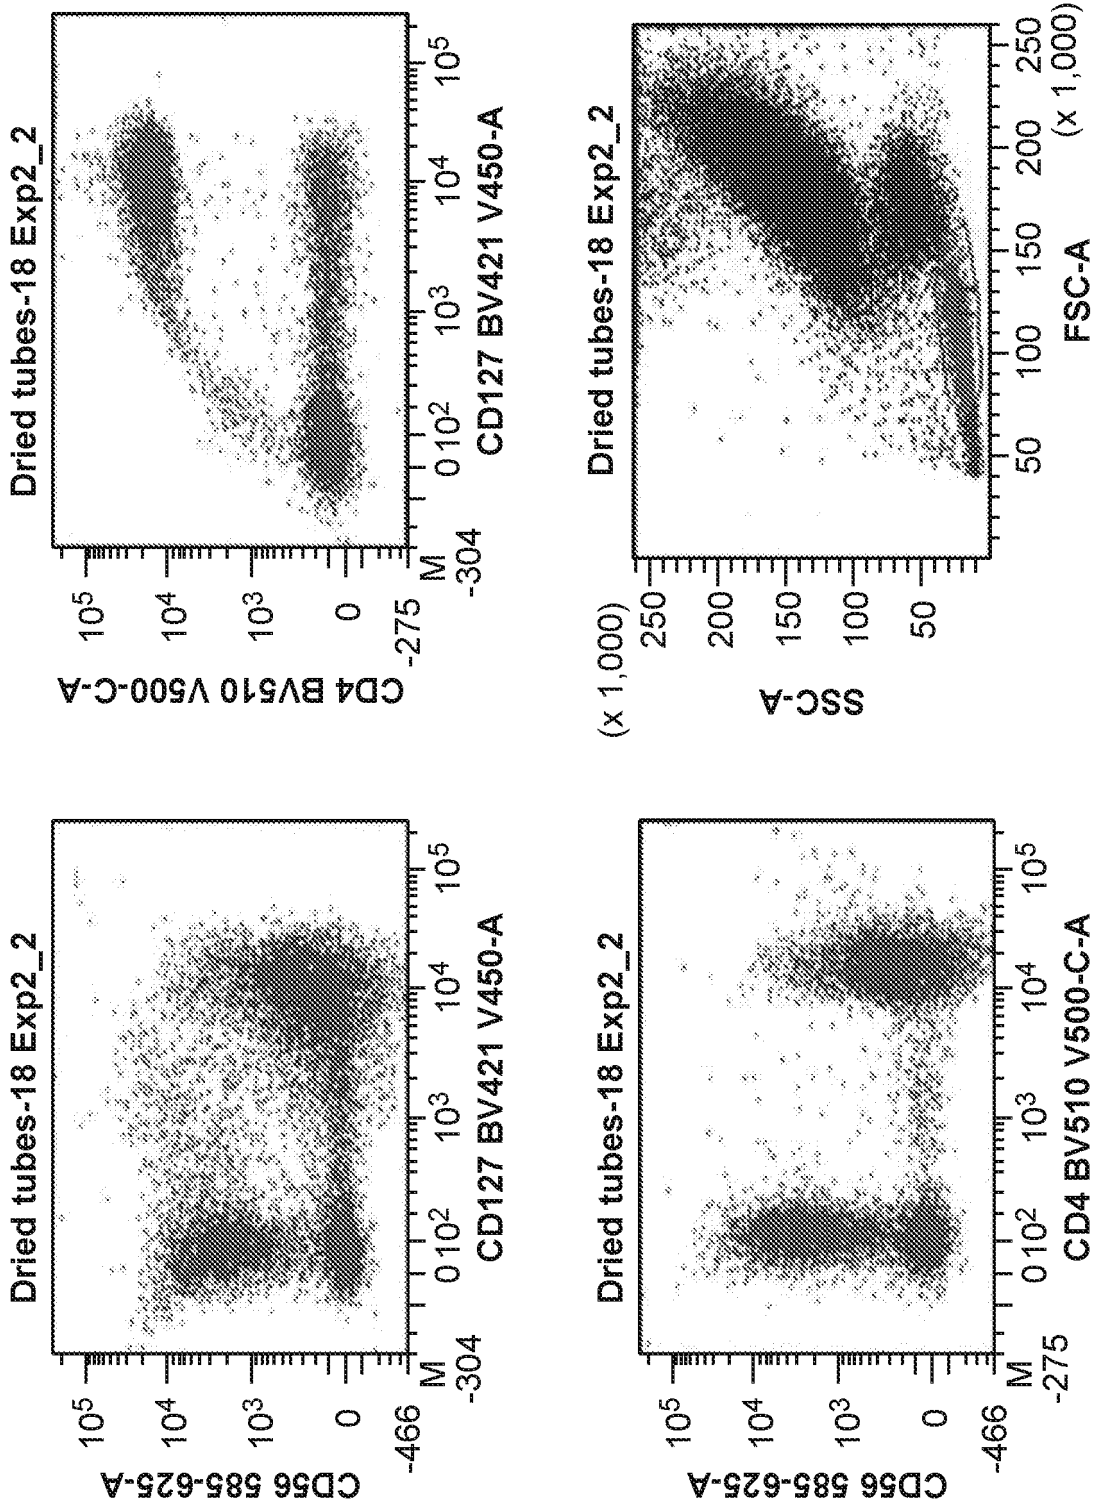 Dried tubes-18 Exp2_2
CD56 585-625-A
10⁵
10⁴
10³
0
-466
M
-304
0 10²
10³
10⁴
10⁵
CD127 BV421 V450-A
Dried tubes-18 Exp2_2
CD4 BV510 V500-C-A
10⁵
10⁴
10³
0
-275
M
-304
0 10²
10³
10⁴
10⁵
CD127 BV421 V450-A
Dried tubes-18 Exp2_2
CD56 585-625-A
10⁵
10⁴
10³
0
-466
M
-275
0 10²
10³
10⁴
10⁵
CD4 BV510 V500-C-A
Dried tubes-18 Exp2_2
(x 1,000)
SSC-A
250
200
150
100
50
50
100
150
200
250
(x 1,000)
FSC-A